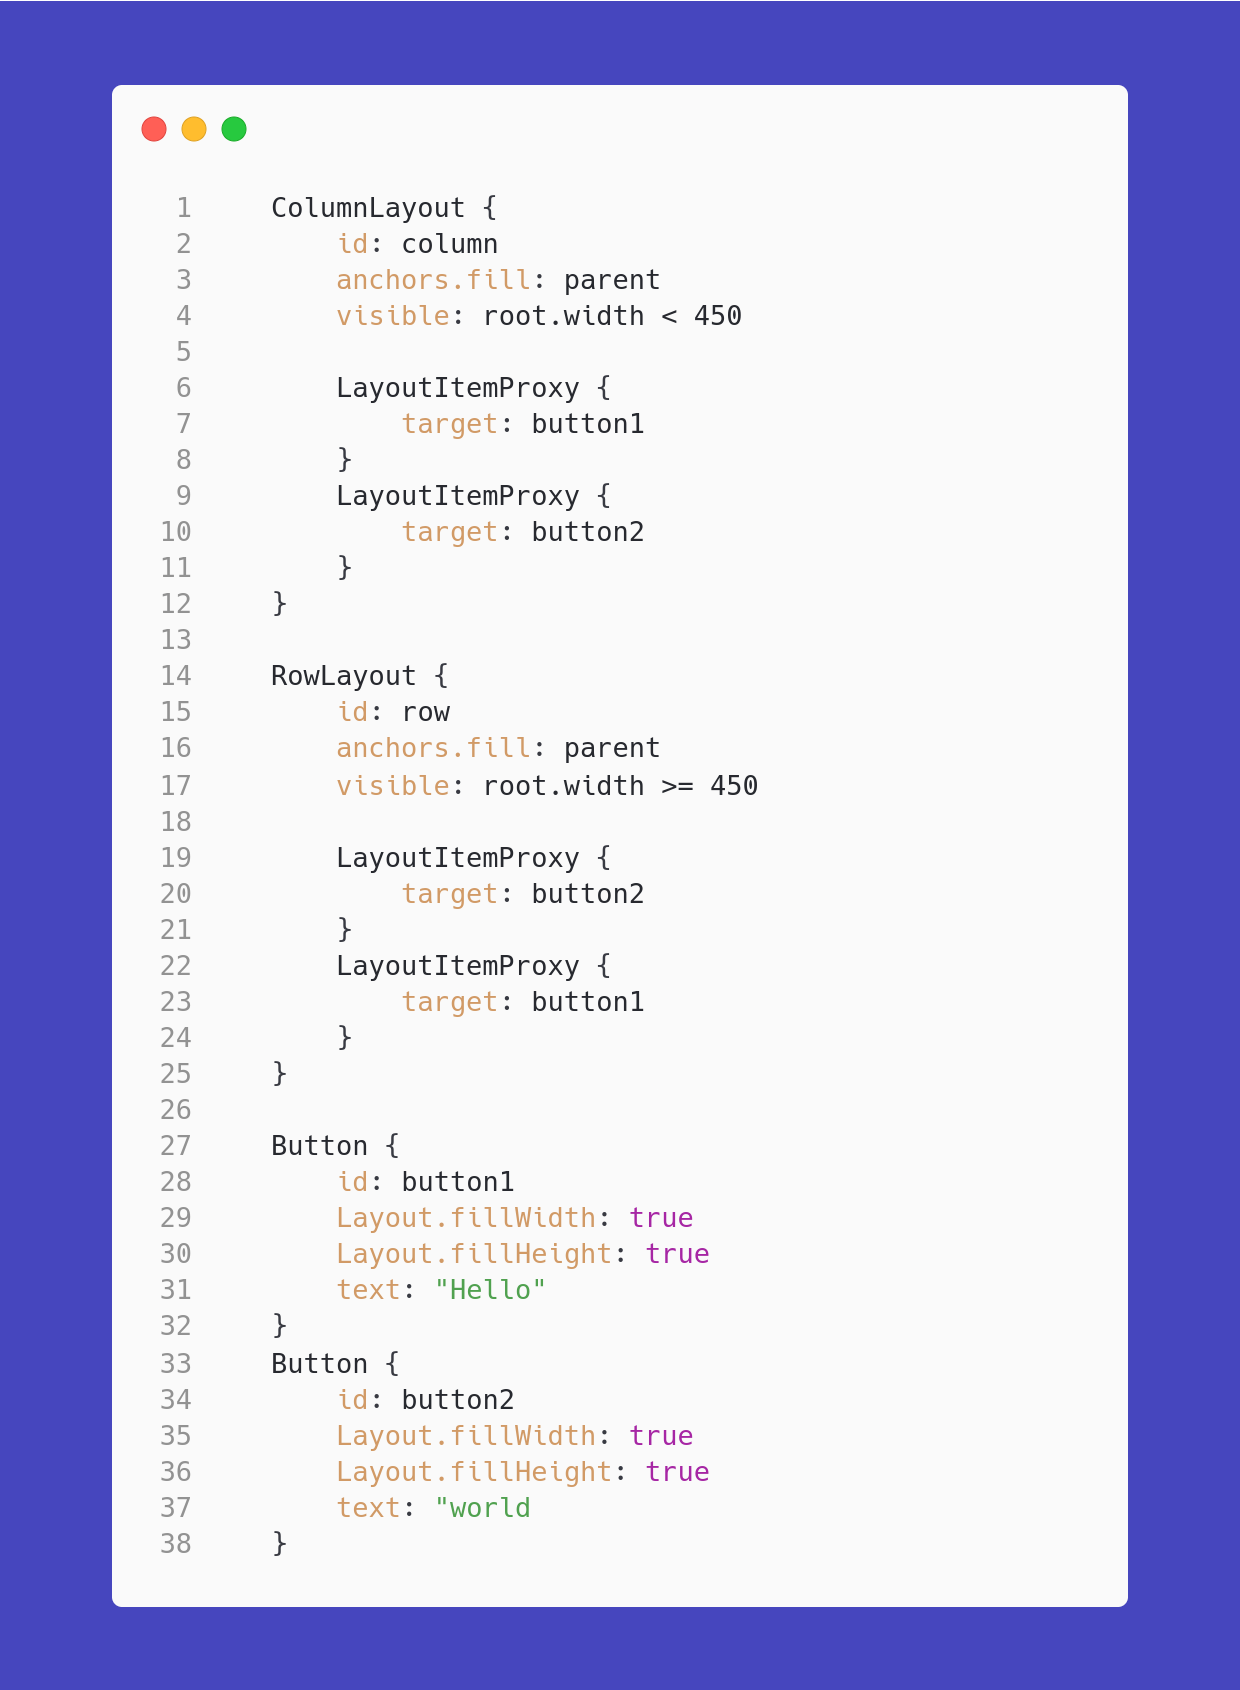 1    ColumnLayout {
2        id: column
3        anchors.fill: parent
4        visible: root.width < 450
5
6        LayoutItemProxy {
7            target: button1
8        }
9        LayoutItemProxy {
10            target: button2
11        }
12    }
13
14    RowLayout {
15        id: row
16        anchors.fill: parent
17        visible: root.width >= 450
18
19        LayoutItemProxy {
20            target: button2
21        }
22        LayoutItemProxy {
23            target: button1
24        }
25    }
26
27    Button {
28        id: button1
29        Layout.fillWidth: true
30        Layout.fillHeight: true
31        text: "Hello"
32    }
33    Button {
34        id: button2
35        Layout.fillWidth: true
36        Layout.fillHeight: true
37        text: "world
38    }